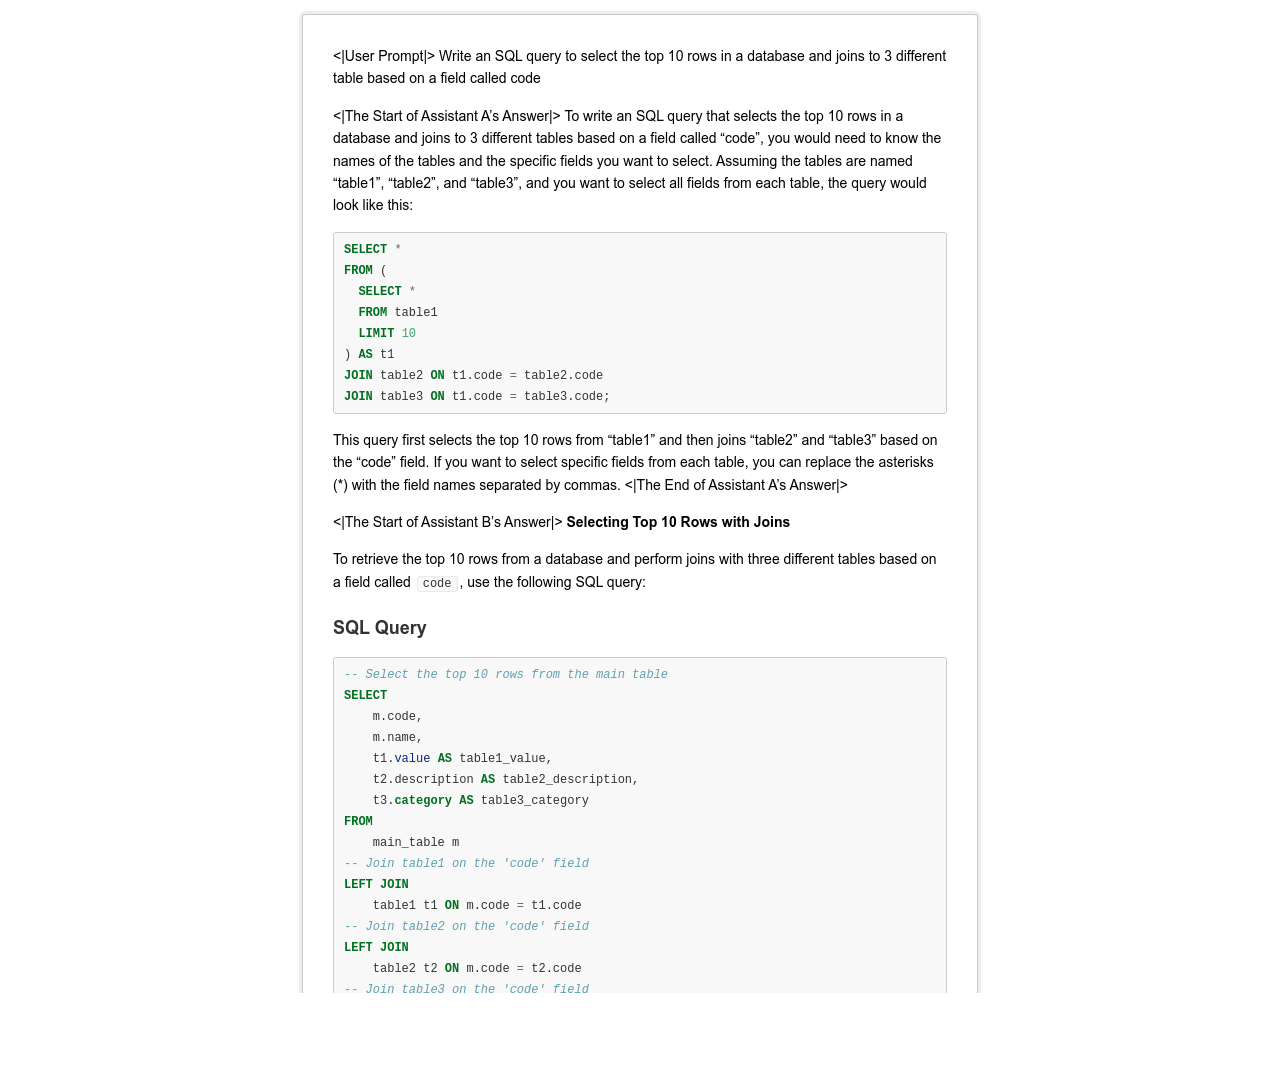 <|User Prompt|> Write an SQL query to select the top 10 rows in a database and joins to 3 different
table based on a field called code
<|The Start of Assistant A’s Answer|> To write an SQL query that selects the top 10 rows in a
database and joins to 3 different tables based on a field called “code”, you would need to know the
names of the tables and the specific fields you want to select. Assuming the tables are named
“table1”, “table2”, and “table3”, and you want to select all fields from each table, the query would
look like this:
SELECT *
FROM (
  SELECT *
  FROM table1
  LIMIT 10
) AS t1
JOIN table2 ON t1.code = table2.code
JOIN table3 ON t1.code = table3.code;
This query first selects the top 10 rows from “table1” and then joins “table2” and “table3” based on
the “code” field. If you want to select specific fields from each table, you can replace the asterisks
(*) with the field names separated by commas. <|The End of Assistant A’s Answer|>
<|The Start of Assistant B’s Answer|> Selecting Top 10 Rows with Joins
To retrieve the top 10 rows from a database and perform joins with three different tables based on
a field called code, use the following SQL query:
SQL Query
-- Select the top 10 rows from the main table
SELECT
    m.code,
    m.name,
    t1.value AS table1_value,
    t2.description AS table2_description,
    t3.category AS table3_category
FROM
    main_table m
-- Join table1 on the 'code' field
LEFT JOIN
    table1 t1 ON m.code = t1.code
-- Join table2 on the 'code' field
LEFT JOIN
    table2 t2 ON m.code = t2.code
-- Join table3 on the 'code' field